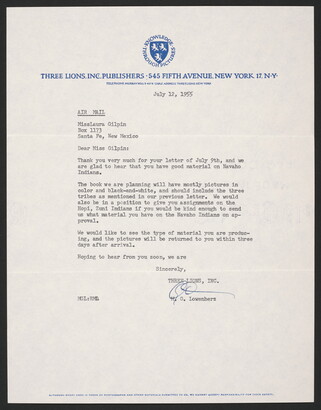 KNOWLEDGE
THROUGH PICTURES
THREE LIONS, INC. PUBLISHERS · 545 FIFTH AVENUE, NEW YORK 17, N·Y·
July 12, 1955
AIR MAIL
MissLaura Gilpin
Box 1173
Santa Fe, New Mexico
Dear Miss Gilpin:
Thank you very much for your letter of July 9th, and we
are glad to hear that you have good material on Navaho
Indians.
The book we are planning will have mostly pictures in
color and black-and-white, and should include the three
tribes as mentioned in our previous letter. We would
also be in a position to give you assignments on the
Hopi, Zuni Indians if you would be kind enough to send
us what material you have on the Navaho Indians on ap-
proval.
We would like to see the type of material you are produc-
ing, and the pictures will be returned to you within three
days after arrival.
Hoping to hear from you soon, we are
Sincerely,
THREE LIONS, INC.
MGL:RML
M. G. Lowenherz